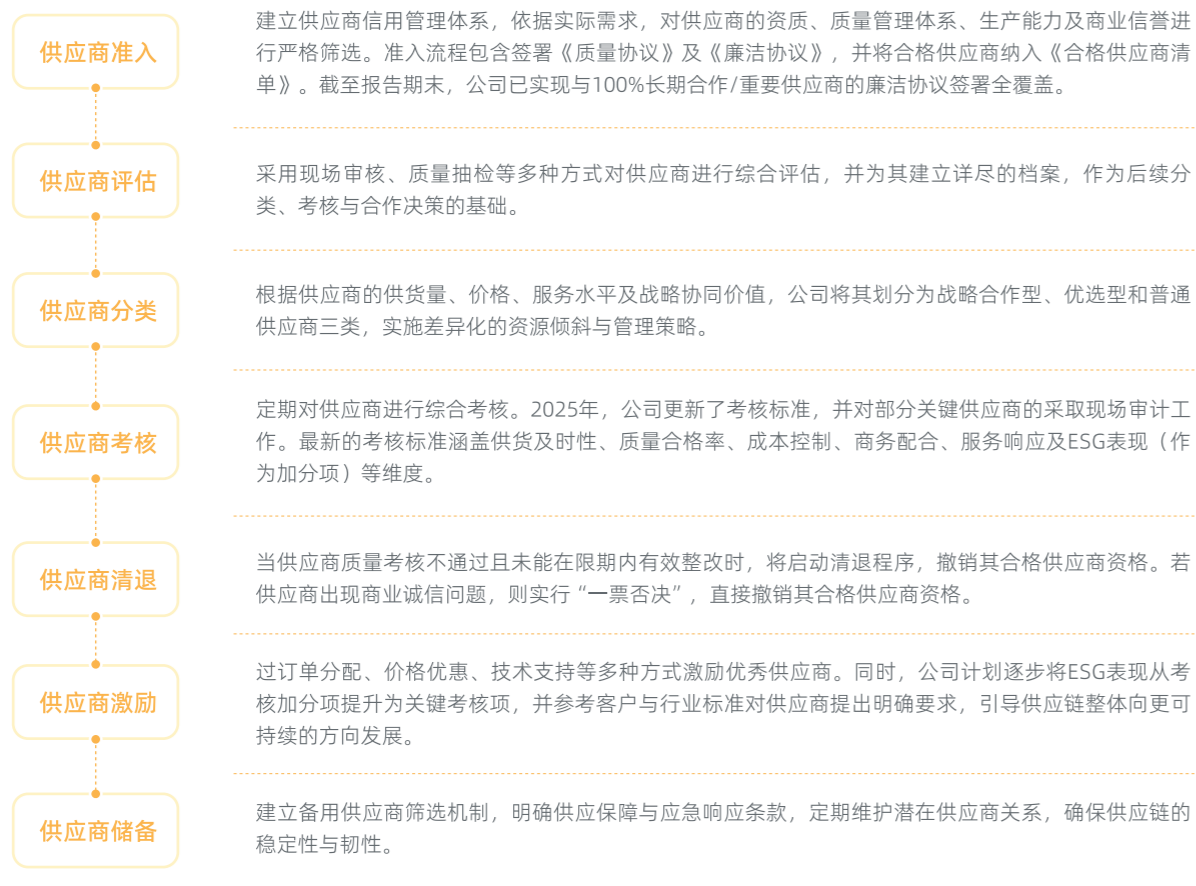 供应商准入
建立供应商信用管理体系，依据实际需求，对供应商的资质、质量管理体系、生产能力及商业信誉进
行严格筛选。准入流程包含签署《质量协议》及《廉洁协议》，并将合格供应商纳入《合格供应商清
单》。截至报告期末，公司已实现与100%长期合作/重要供应商的廉洁协议签署全覆盖。
供应商评估
采用现场审核、质量抽检等多种方式对供应商进行综合评估，并为其建立详尽的档案，作为后续分
类、考核与合作决策的基础。
供应商分类
根据供应商的供货量、价格、服务水平及战略协同价值，公司将其划分为战略合作型、优选型和普通
供应商三类，实施差异化的资源倾斜与管理策略。
供应商考核
定期对供应商进行综合考核。2025年，公司更新了考核标准，并对部分关键供应商的采取现场审计工
作。最新的考核标准涵盖供货及时性、质量合格率、成本控制、商务配合、服务响应及ESG表现（作
为加分项）等维度。
供应商清退
当供应商质量考核不通过且未能在限期内有效整改时，将启动清退程序，撤销其合格供应商资格。若
供应商出现商业诚信问题，则实行“一票否决”，直接撤销其合格供应商资格。
供应商激励
过订单分配、价格优惠、技术支持等多种方式激励优秀供应商。同时，公司计划逐步将ESG表现从考
核加分项提升为关键考核项，并参考客户与行业标准对供应商提出明确要求，引导供应链整体向更可
持续的方向发展。
供应商储备
建立备用供应商筛选机制，明确供应保障与应急响应条款，定期维护潜在供应商关系，确保供应链的
稳定性与韧性。